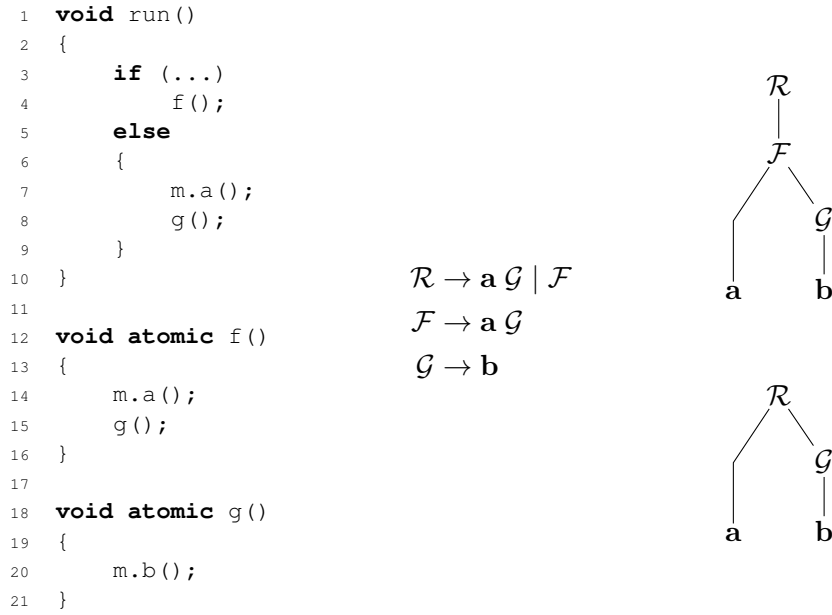 1 void run()
2 {
3 if (...)
4 f();
5 else
6 {
7 m.a();
8 g();
9 }
10 }
11
12 void atomic f()
13 {
14 m.a();
15 g();
16 }
17
18 void atomic g()
19 {
20 m.b();
21 }
ℛ → a 𝒢 | ℱ
ℱ → a 𝒢
𝒢 → b
ℛ
ℱ
𝒢
a b
ℛ
𝒢
a b